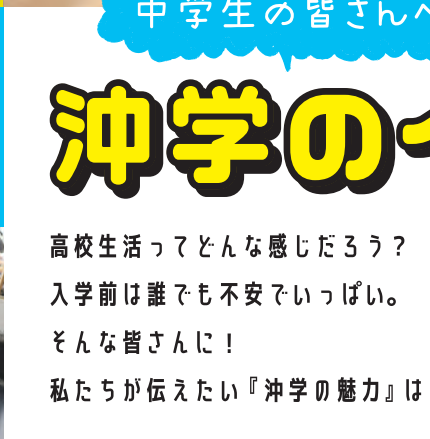 中学生の皆さんへ
沖学の
高校生活ってどんな感じだろう？
入学前は誰でも不安でいっぱい。
そんな皆さんに！
私たちが伝えたい『沖学の魅力』は